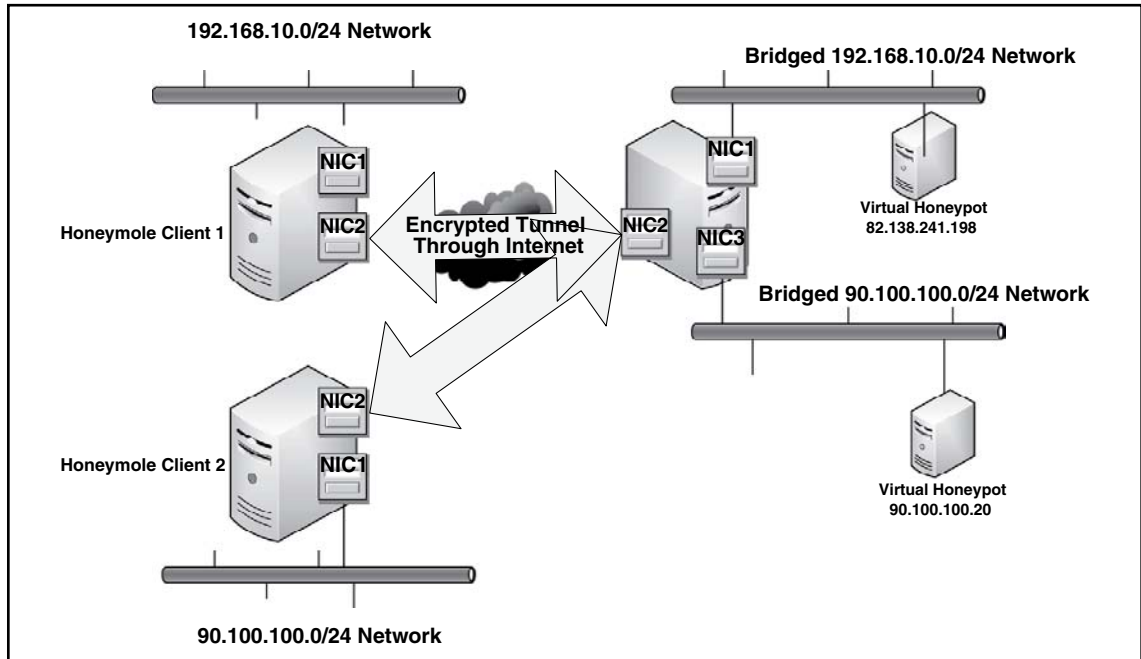 192.168.10.0/24 Network
Bridged 192.168.10.0/24 Network
NIC1
NIC2
Honeymole Client 1
Encrypted Tunnel
Through Internet
NIC1
NIC2
NIC3
Virtual Honeypot
82.138.241.198
Bridged 90.100.100.0/24 Network
NIC2
NIC1
Honeymole Client 2
Virtual Honeypot
90.100.100.20
90.100.100.0/24 Network